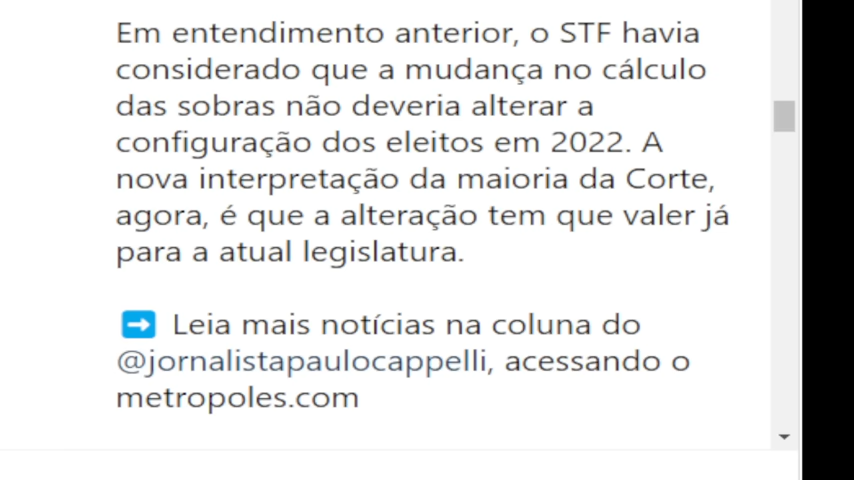 Em entendimento anterior, o STF havia
considerado que a mudança no cálculo
das sobras não deveria alterar a
configuração dos eleitos em 2022. A
nova interpretação da maioria da Corte,
agora, é que a alteração tem que valer já
para a atual legislatura.
➡️ Leia mais notícias na coluna do
@jornalistapaulocappelli, acessando o
metropoles.com